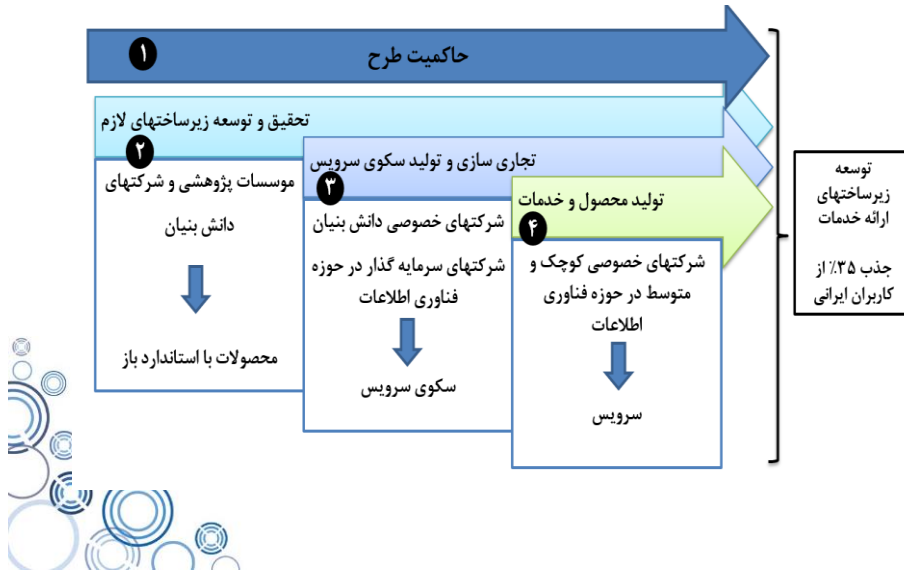 ۱
حاکمیت طرح
تحقیق و توسعه زیرساختهای لازم
۲
موسسات پژوهشی و شرکتهای
دانش بنیان
محصولات با استاندارد باز
تجاری سازی و تولید سکوی سرویس
۳
شرکتهای خصوصی دانش بنیان
شرکتهای سرمایه گذار در حوزه
فناوری اطلاعات
سکوی سرویس
تولید محصول و خدمات
۴
شرکتهای خصوصی کوچک و
متوسط در حوزه فناوری
اطلاعات
سرویس
توسعه
زیرساختهای
ارائه خدمات
جذب ۳۵٪ از
کاربران ایرانی